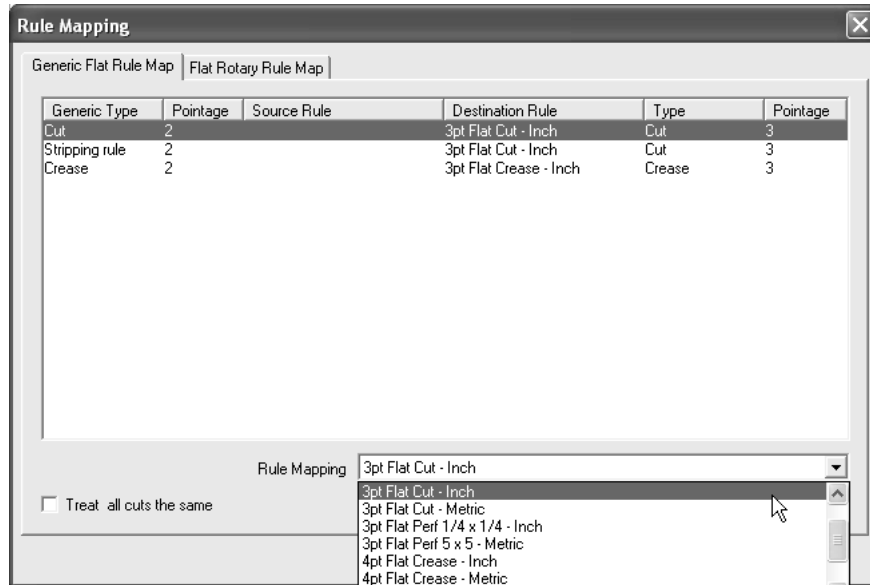 Rule Mapping
Generic Flat Rule Map Flat Rotary Rule Map
Generic Type Pointage Source Rule Destination Rule Type Pointage
Cut 2 3pt Flat Cut - Inch Cut 3
Stripping rule 2 3pt Flat Cut - Inch Cut 3
Crease 2 3pt Flat Crease - Inch Crease 3
Rule Mapping 3pt Flat Cut - Inch
3pt Flat Cut - Inch
Treat all cuts the same
3pt Flat Cut - Metric
3pt Flat Perf 1/4 x 1/4 - Inch
3pt Flat Perf 5 x 5 - Metric
4pt Flat Crease - Inch
4pt Flat Crease - Metric